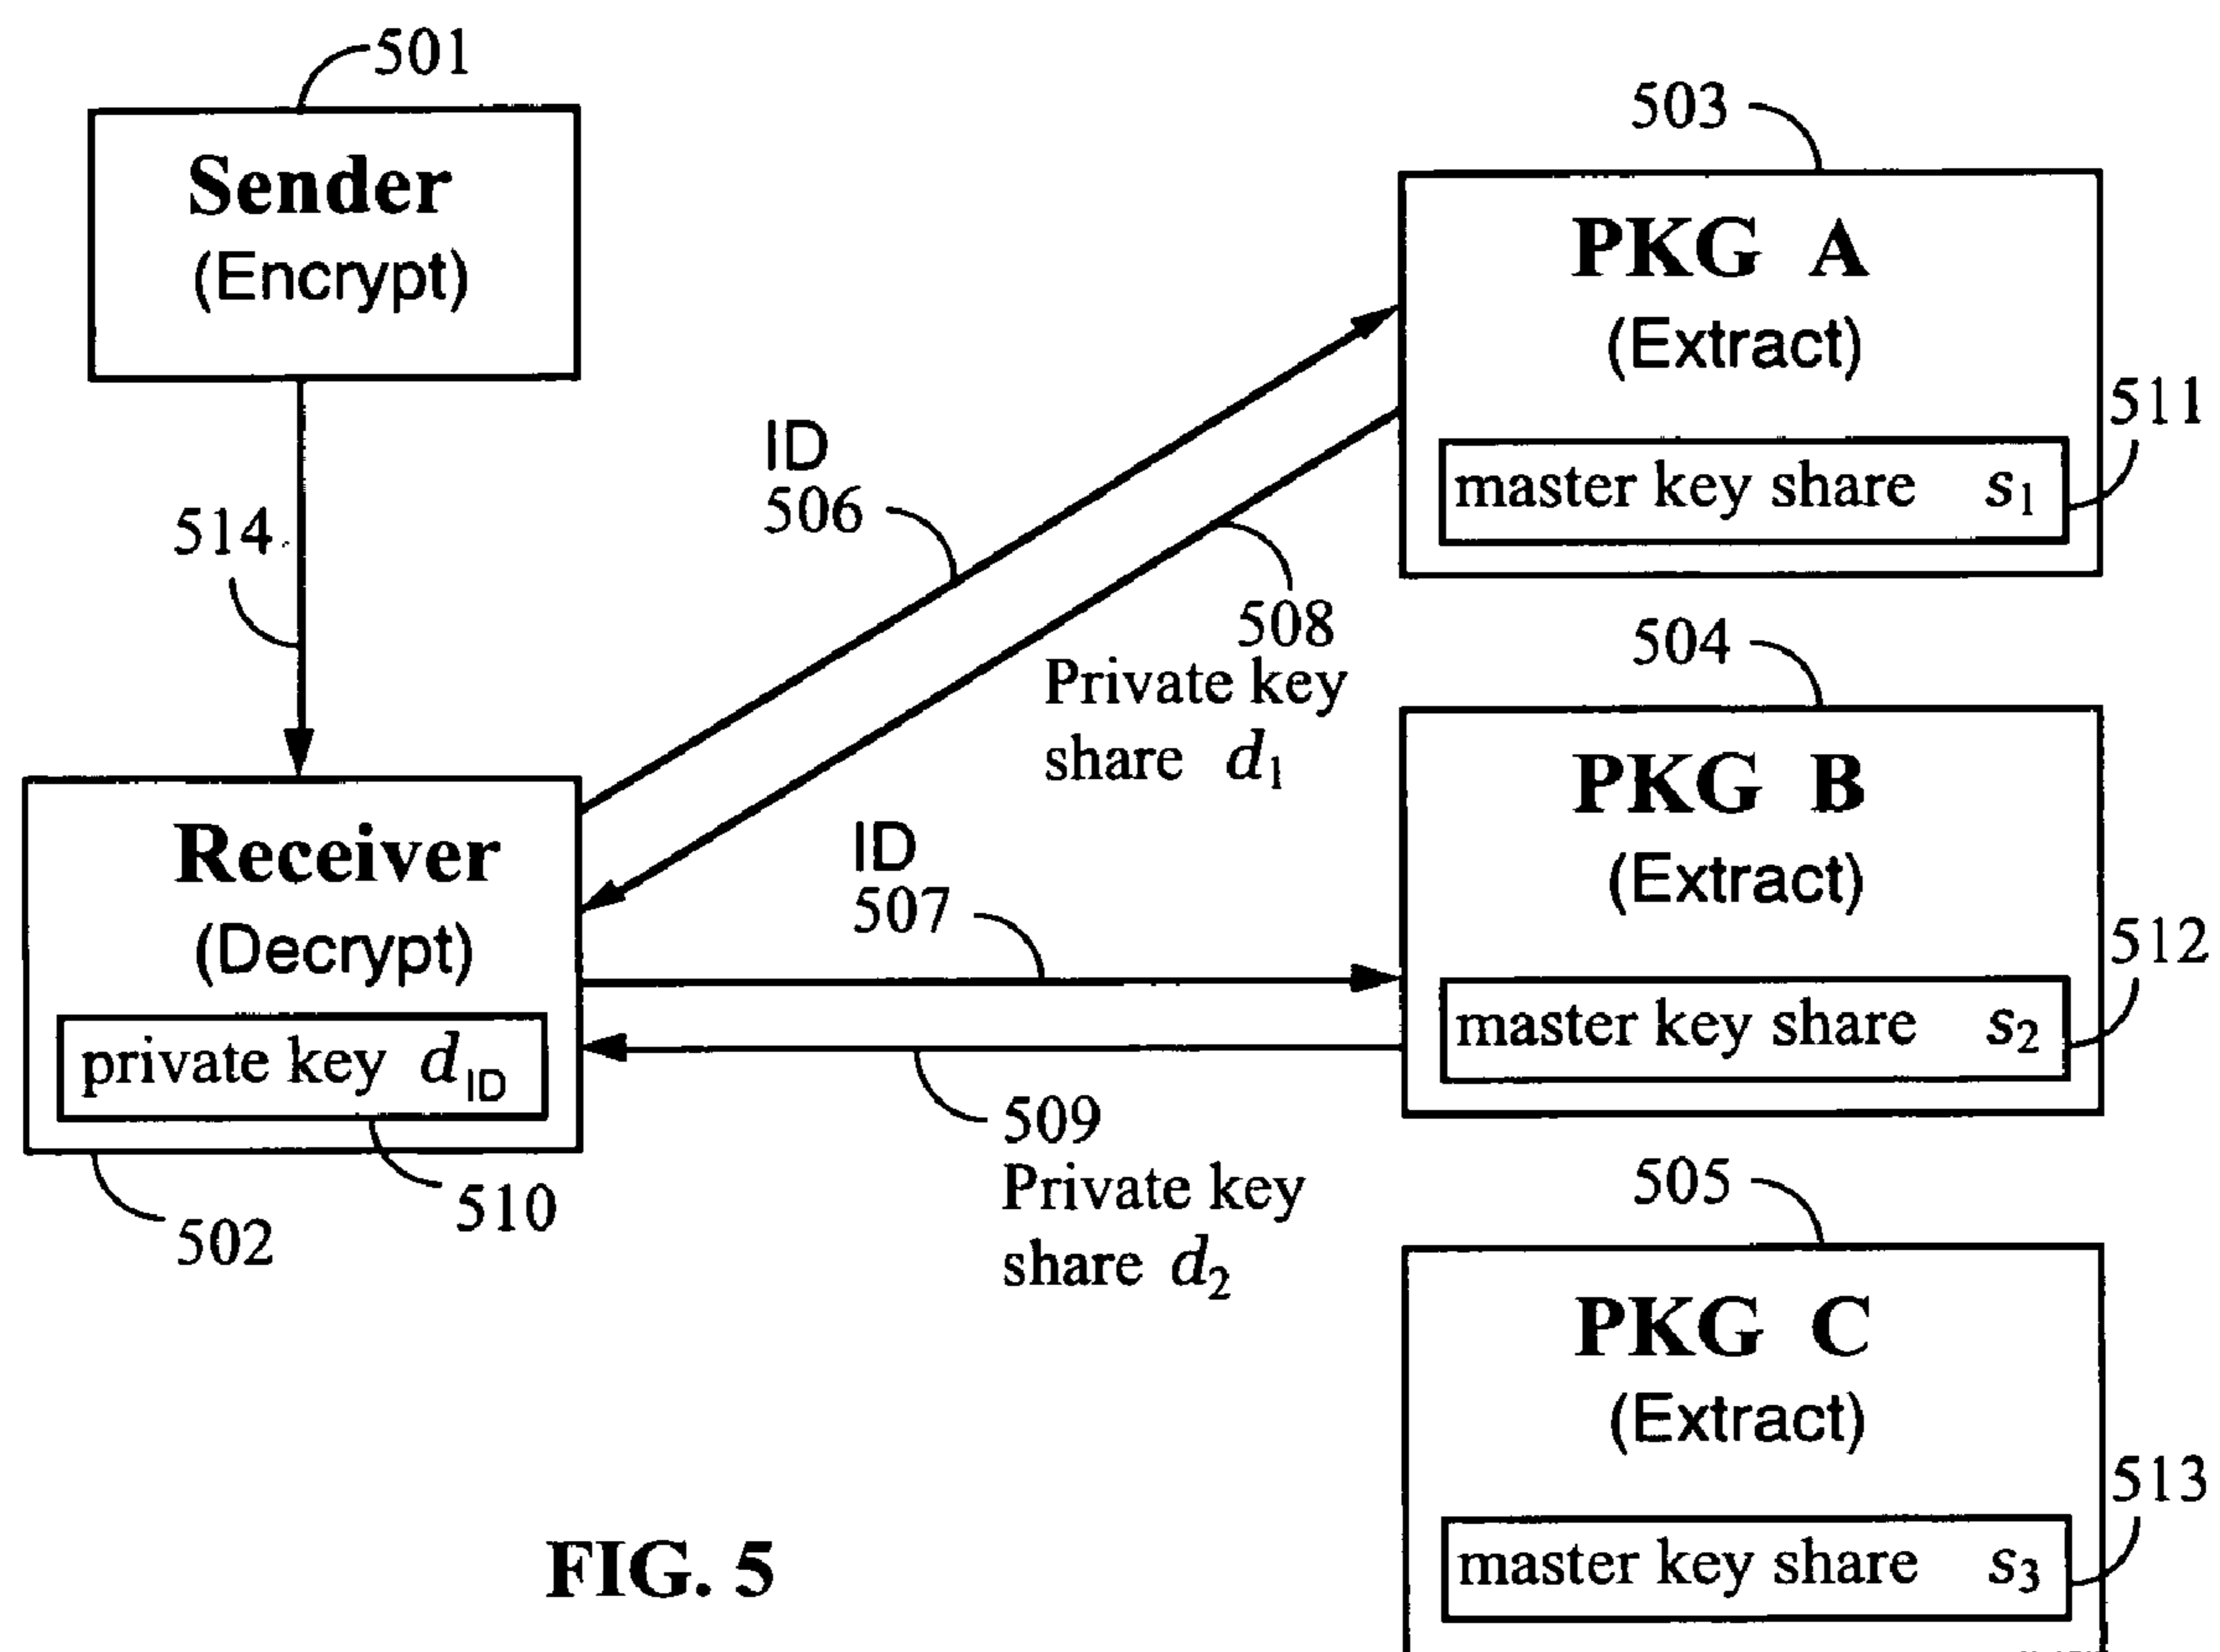 501
Sender
(Encrypt)
514
503
PKG A
(Extract)
511
master key share s₁
ID
506
508
Private key
share d₁
504
PKG B
(Extract)
512
master key share s₂
Receiver
(Decrypt)
private key d_ID
510
502
ID
507
509
Private key
share d₂
505
PKG C
(Extract)
513
master key share s₃
FIG. 5